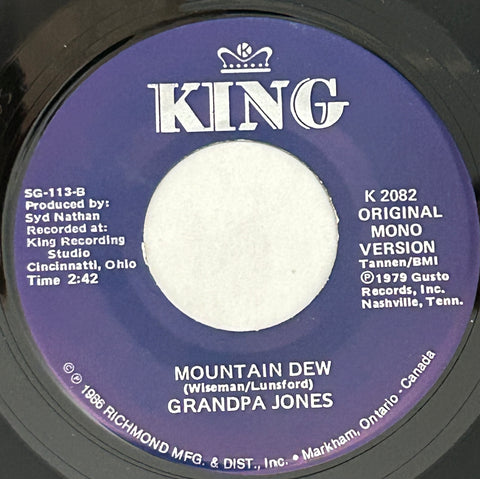 K
KING
SG-113-B
Produced by:
Syd Nathan
Recorded at:
King Recording
Studio
Cincinnatti, Ohio
Time 2:42
K 2082
ORIGINAL
MONO
VERSION
Tannen/BMI
Ⓟ1979 Gusto
Records, Inc.
Nashville, Tenn.
MOUNTAIN DEW
(Wiseman/Lunsford)
GRANDPA JONES
© Ⓟ 1986 RICHMOND MFG. & DIST., Inc. • Markham, Ontario - Canada